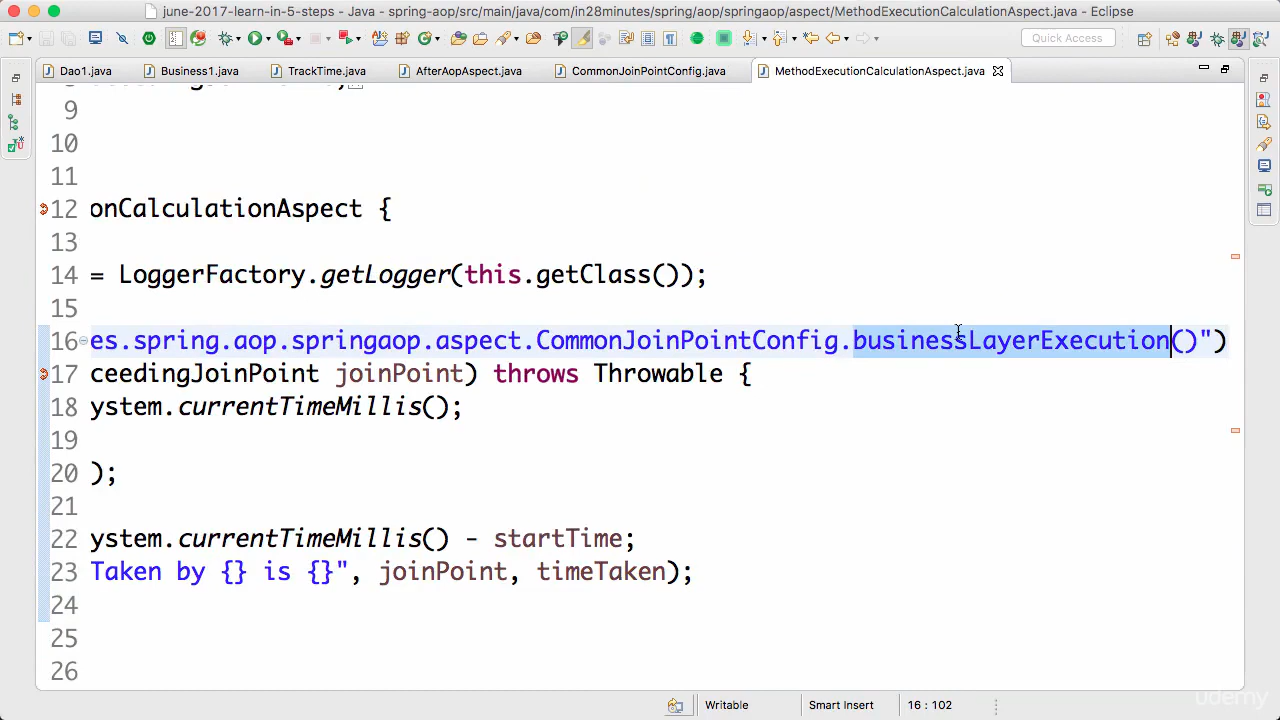 june-2017-learn-in-5-steps - Java - spring-aop/src/main/java/com/in28minutes/spring/aop/springaop/aspect/MethodExecutionCalculationAspect.java - Eclipse
Quick Access
Dao1.java Business1.java TrackTime.java AfterAopAspect.java CommonJoinPointConfig.java MethodExecutionCalculationAspect.java
9
10
11
12 onCalculationAspect {
13
14 = LoggerFactory.getLogger(this.getClass());
15
16 es.spring.aop.springaop.aspect.CommonJoinPointConfig.businessLayerExecution()")
17 ceedingJoinPoint joinPoint) throws Throwable {
18 ystem.currentTimeMillis();
19
20 );
21
22 ystem.currentTimeMillis() - startTime;
23 Taken by {} is {}", joinPoint, timeTaken);
24
25
26
Writable Smart Insert 16 : 102
udemy